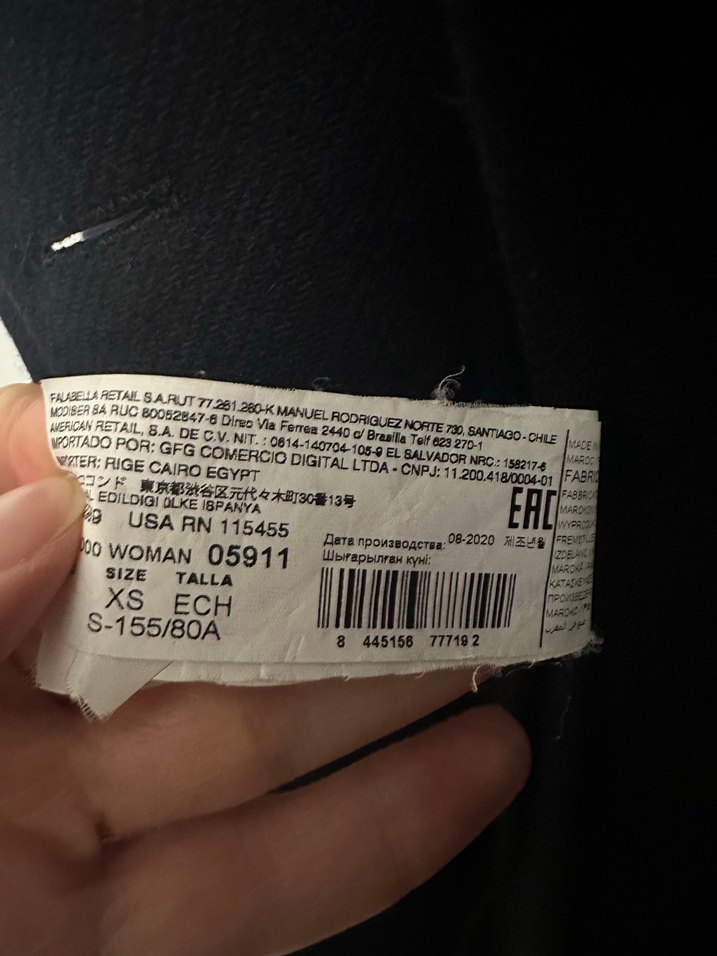 FALABELLA RETAIL S.A.RUT 77.261.280-K MANUEL RODRIGUEZ NORTE 730, SANTIAGO - CHILE
MODISER SA RUC 80052847-6 Direc Via Ferrea 2440 c/ Brasilia Telf 623 270-1
AMERICAN RETAIL, S.A. DE C.V. NIT. : 0614-140704-105-9 EL SALVADOR NRC.: 158217-6
IMPORTADO POR: GFG COMERCIO DIGITAL LTDA - CNPJ: 11.200.418/0004-01
RIGE CAIRO EGYPT
コンド 東京都渋谷区元代々木町30番13号
EDILDIGI ÜLKE ISPANYA
USA RN 115455
EAC
WOMAN 05911
Дата производства: 08-2020 제조년월
Шығарылған күні:
SIZE TALLA
XS ECH
S-155/80A
8 445156 777192
MADE IN
FABRIC